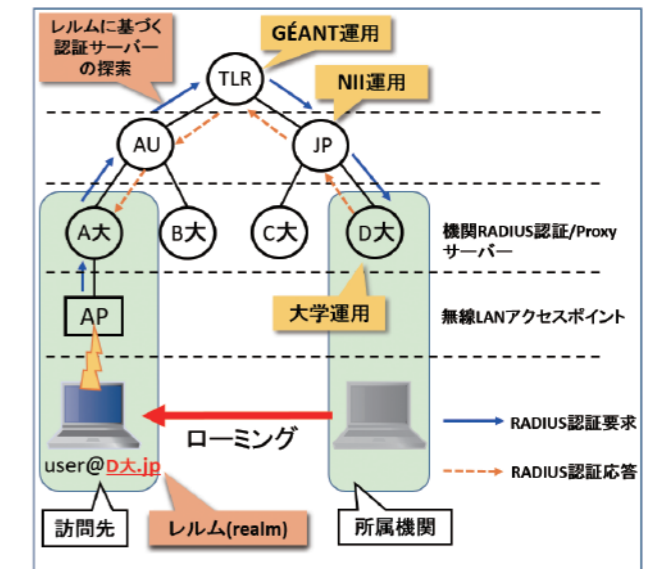 レルムに基づく
認証サーバー
の探索
GÉANT運用
TLR
NII運用
AU
JP
A大
B大
C大
D大
機関RADIUS認証/Proxy
サーバー
AP
大学運用
無線LANアクセスポイント
ローミング
RADIUS認証要求
user@D大.jp
RADIUS認証応答
訪問先
レルム(realm)
所属機関